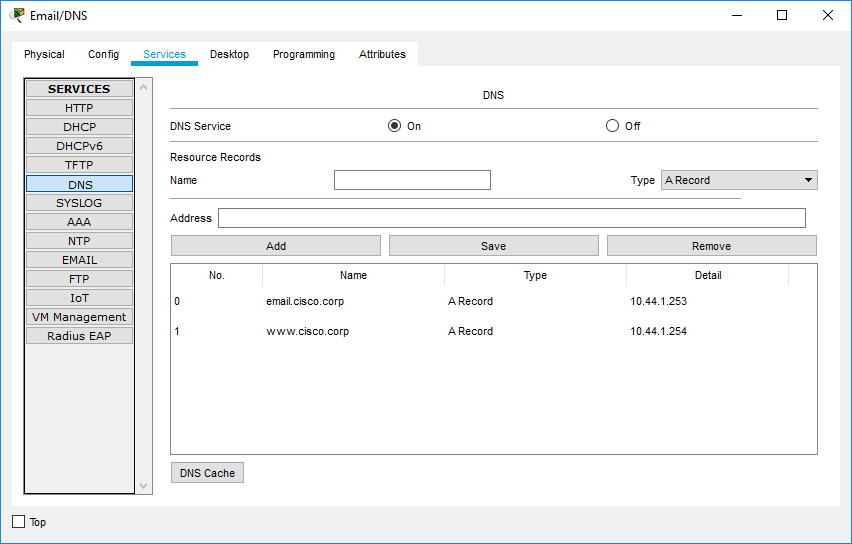 Email/DNS
Physical Config Services Desktop Programming Attributes
SERVICES
HTTP
DHCP
DHCPv6
TFTP
DNS
SYSLOG
AAA
NTP
EMAIL
FTP
IoT
VM Management
Radius EAP
DNS
DNS Service On Off
Resource Records
Name Type A Record
Address
Add Save Remove
No. Name Type Detail
0 email.cisco.corp A Record 10.44.1.253
1 www.cisco.corp A Record 10.44.1.254
DNS Cache
Top